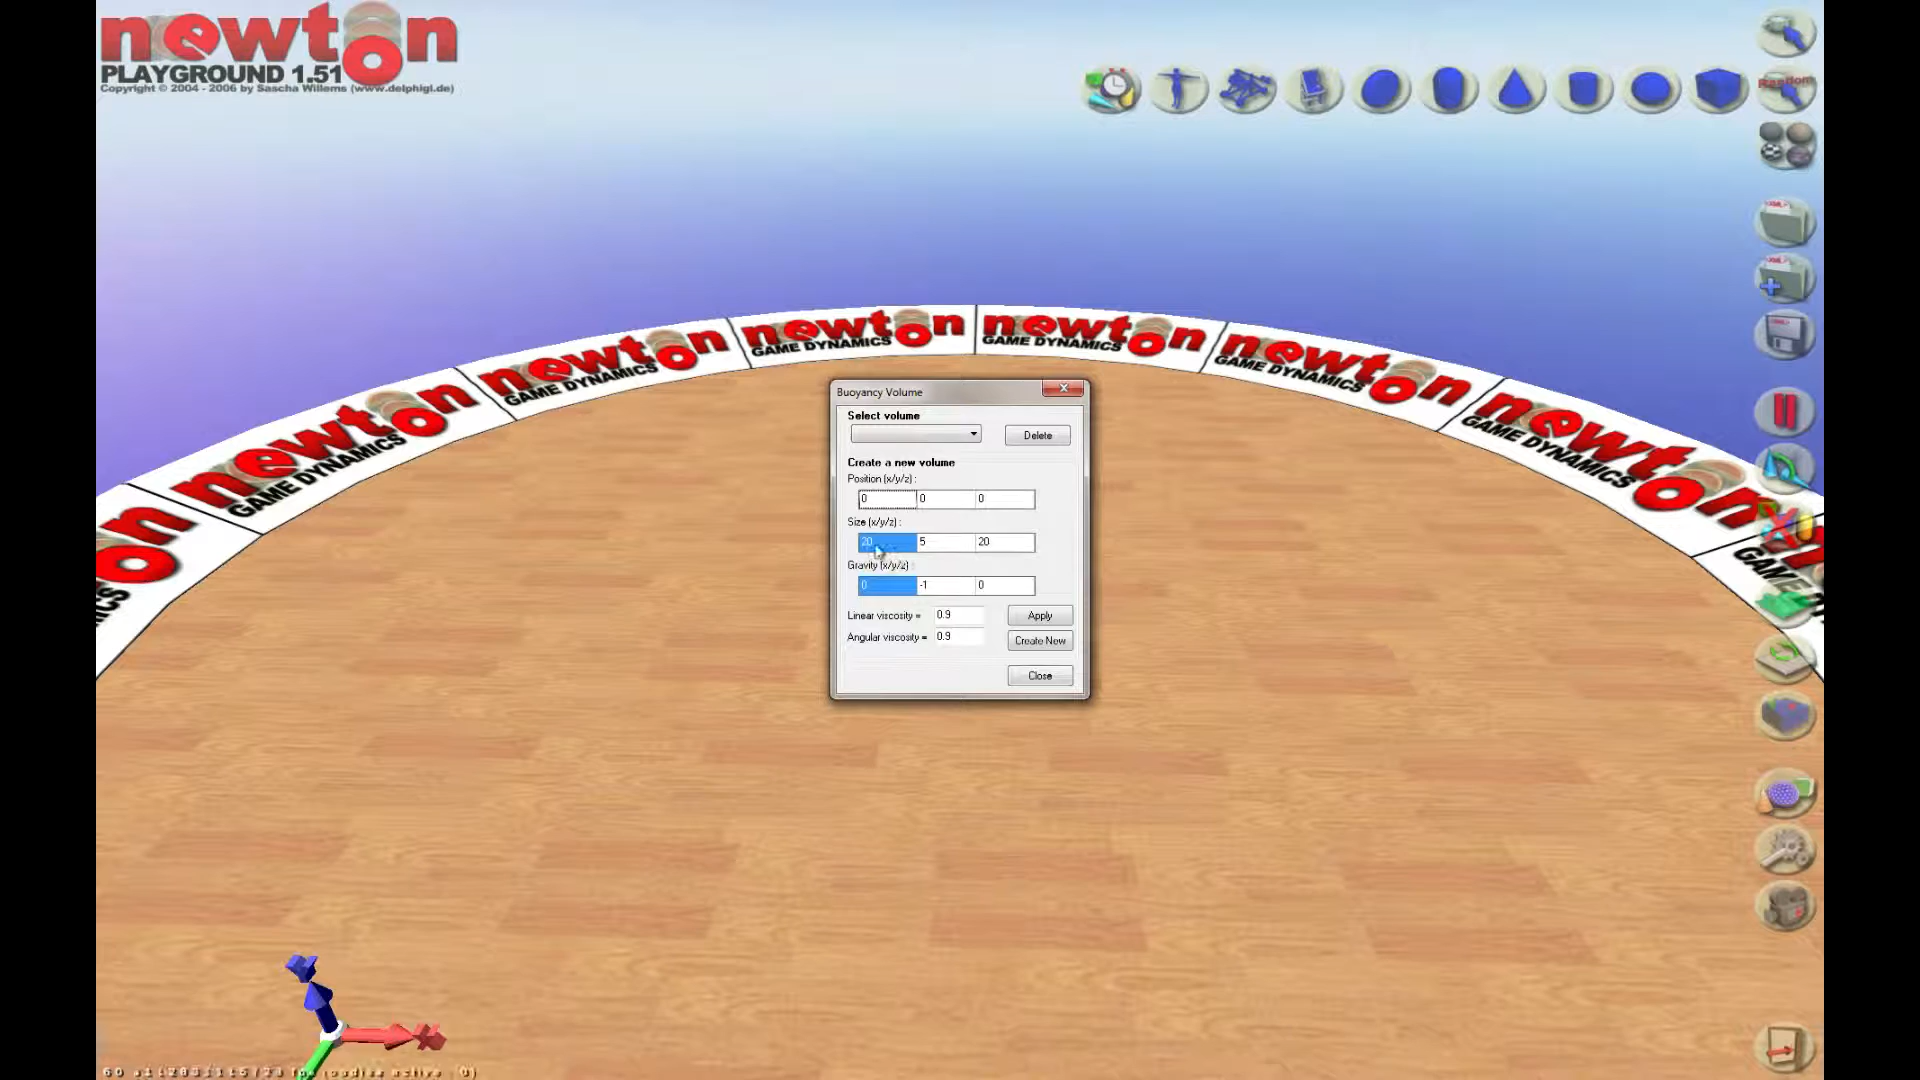 newton
PLAYGROUND 1.51
Copyright © 2004 - 2006 by Sascha Willems (www.delphigl.de)
Random
newton newton newton newton newton newton newton
GAME DYNAMICS GAME DYNAMICS GAME DYNAMICS GAME DYNAMICS GAME DYNAMICS GAME DYNAMICS
Buoyancy Volume
Select volume
Delete
Create a new volume
Position (x/y/z) :
0 0 0
Size (x/y/z) :
20 5 20
Gravity (x/y/z) :
0 -1 0
Linear viscosity = 0.9 Apply
Angular viscosity = 0.9 Create New
Close